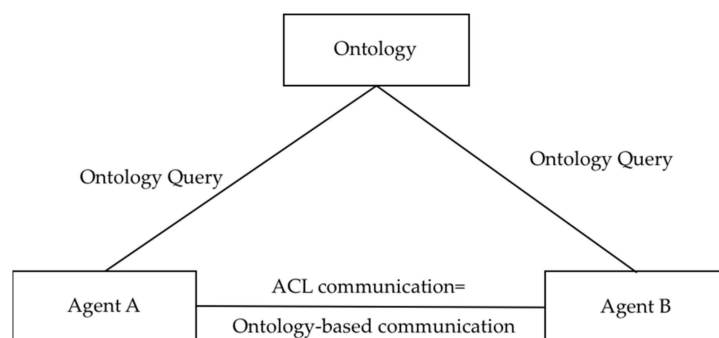 Ontology
Ontology Query
Ontology Query
ACL communication=
Agent A
Agent B
Ontology-based communication